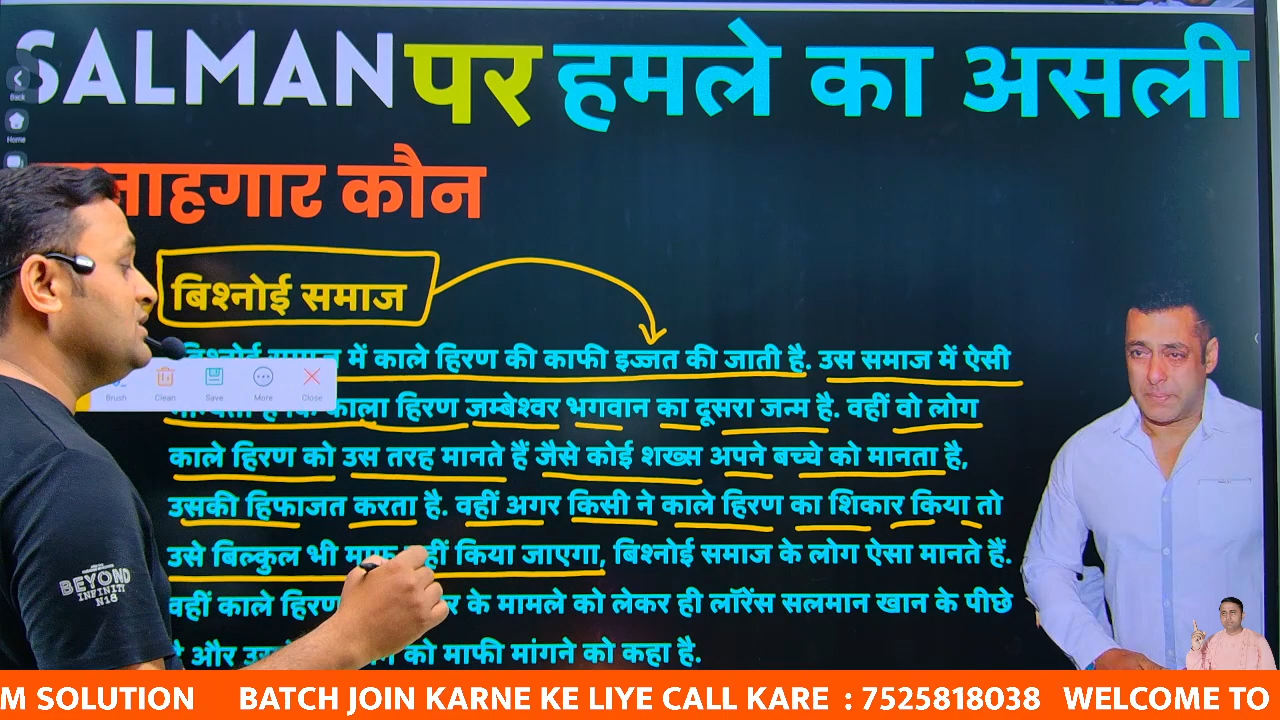 SALMAN पर हमले का असली
कौन
बिश्नोई समाज
में काले हिरण की काफी इज्जत की जाती है. उस समाज में ऐसी
काला हिरण जम्बेश्वर भगवान का दूसरा जन्म है. वहीं वो लोग
काले हिरण को उस तरह मानते हैं जैसे कोई शख्स अपने बच्चे को मानता है,
उसकी हिफाजत करता है. वहीं अगर किसी ने काले हिरण का शिकार किया तो
उसे बिल्कुल भी किया जाएगा, बिश्नोई समाज के लोग ऐसा मानते हैं.
वहीं काले हिरण के मामले को लेकर ही लॉरेंस सलमान खान के पीछे
और को माफी मांगने को कहा है.
Back
Home
Brush Clean Save More Close
BEYOND
INFINITY
N18
M SOLUTION BATCH JOIN KARNE KE LIYE CALL KARE : 7525818038 WELCOME TO